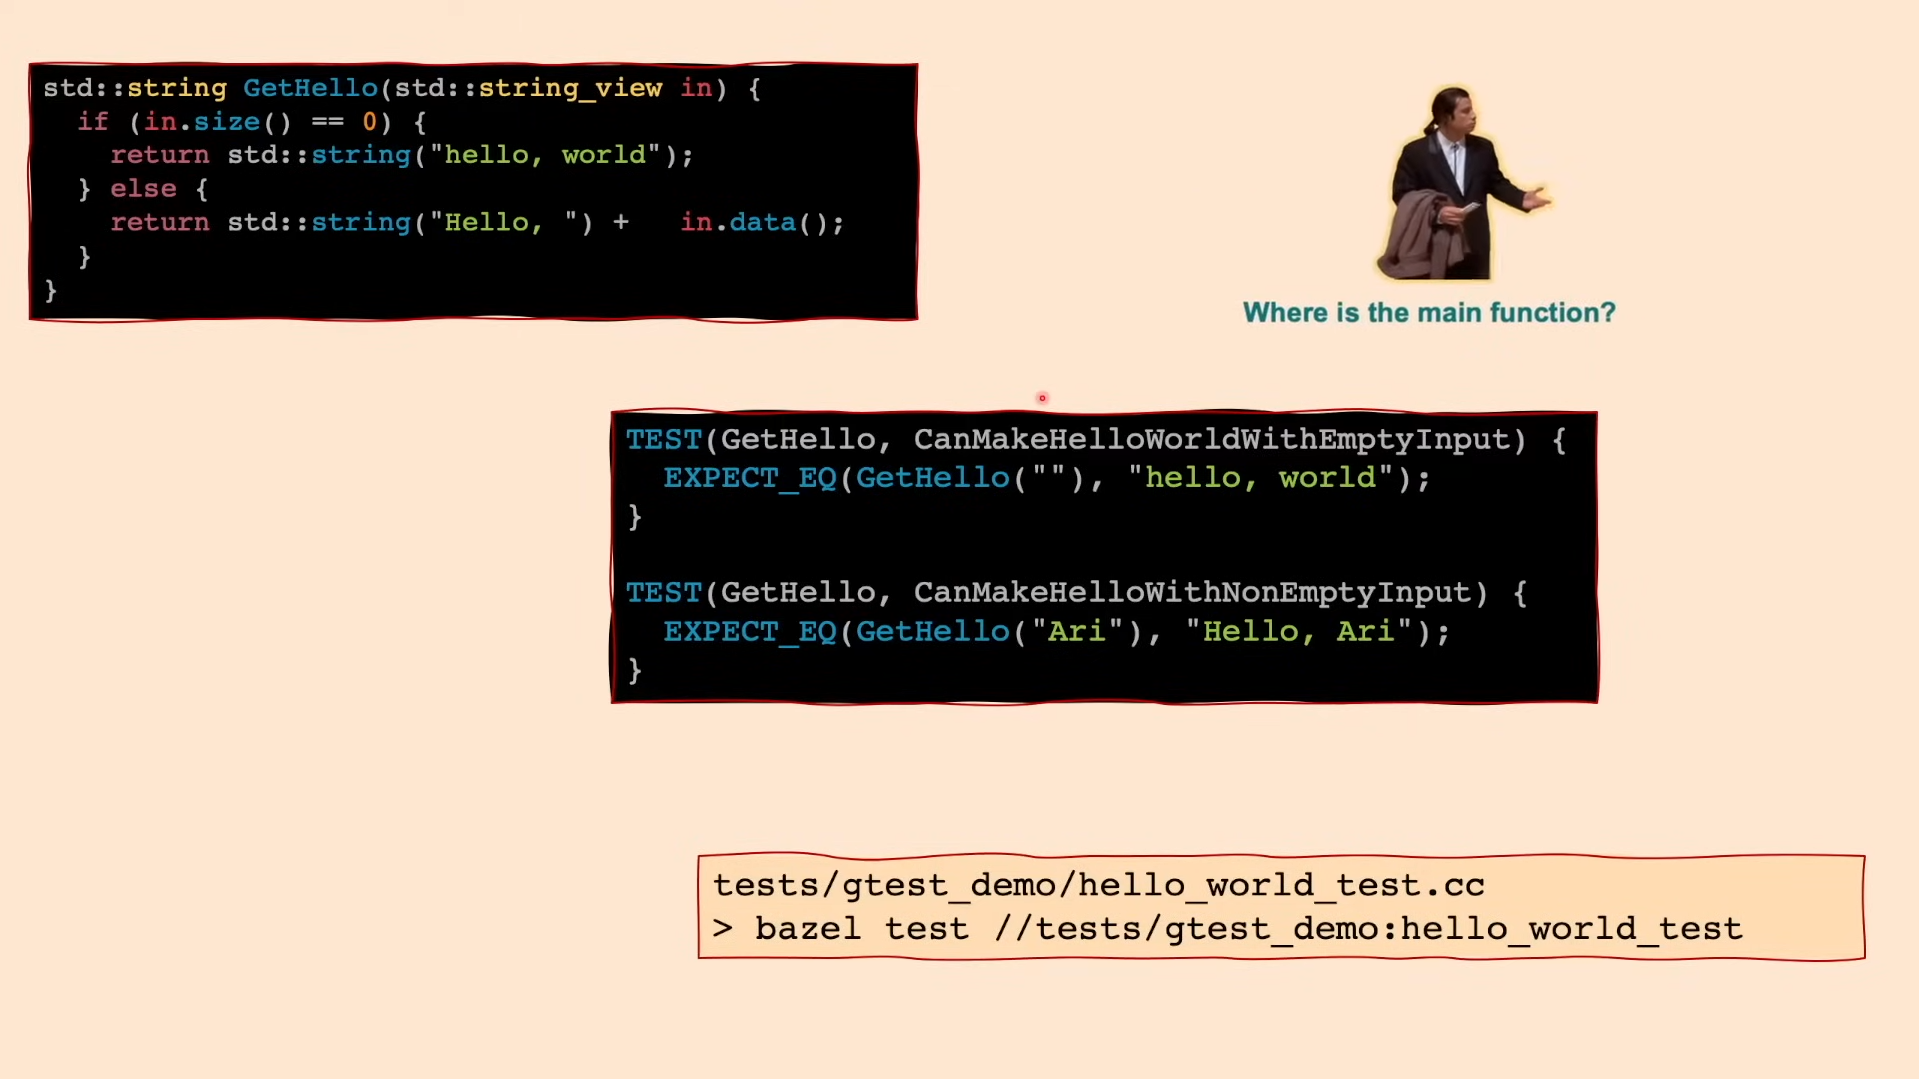 std::string GetHello(std::string_view in) {
  if (in.size() == 0) {
    return std::string("hello, world");
  } else {
    return std::string("Hello, ") +   in.data();
  }
}
Where is the main function?
TEST(GetHello, CanMakeHelloWorldWithEmptyInput) {
  EXPECT_EQ(GetHello(""), "hello, world");
}
TEST(GetHello, CanMakeHelloWithNonEmptyInput) {
  EXPECT_EQ(GetHello("Ari"), "Hello, Ari");
}
tests/gtest_demo/hello_world_test.cc
> bazel test //tests/gtest_demo:hello_world_test